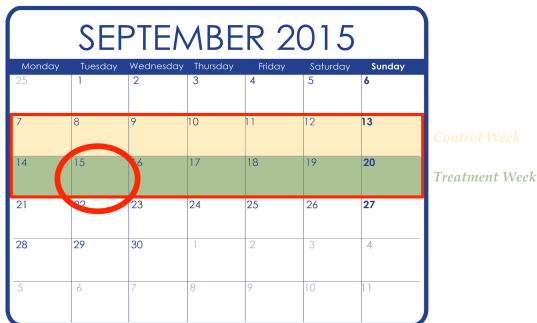 SEPTEMBER 2015
Monday Tuesday Wednesday Thursday Friday Saturday Sunday
25 1 2 3 4 5 6
7 8 9 10 11 12 13
Control Week
14 15 16 17 18 19 20
Treatment Week
21 22 23 24 25 26 27
28 29 30 1 2 3 4
5 6 7 8 9 10 11